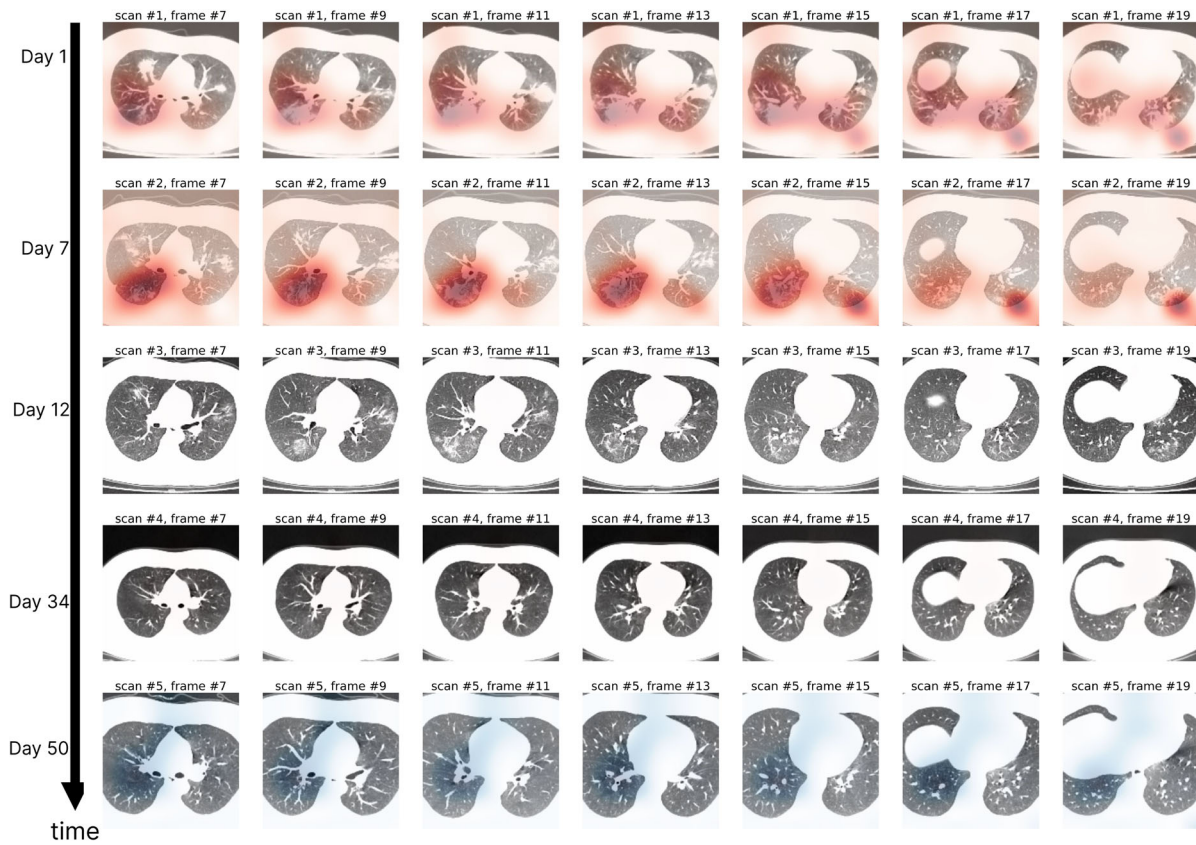 scan #1, frame #7 scan #1, frame #9 scan #1, frame #11 scan #1, frame #13 scan #1, frame #15 scan #1, frame #17 scan #1, frame #19
Day 1
scan #2, frame #7 scan #2, frame #9 scan #2, frame #11 scan #2, frame #13 scan #2, frame #15 scan #2, frame #17 scan #2, frame #19
Day 7
scan #3, frame #7 scan #3, frame #9 scan #3, frame #11 scan #3, frame #13 scan #3, frame #15 scan #3, frame #17 scan #3, frame #19
Day 12
scan #4, frame #7 scan #4, frame #9 scan #4, frame #11 scan #4, frame #13 scan #4, frame #15 scan #4, frame #17 scan #4, frame #19
Day 34
scan #5, frame #7 scan #5, frame #9 scan #5, frame #11 scan #5, frame #13 scan #5, frame #15 scan #5, frame #17 scan #5, frame #19
Day 50
time